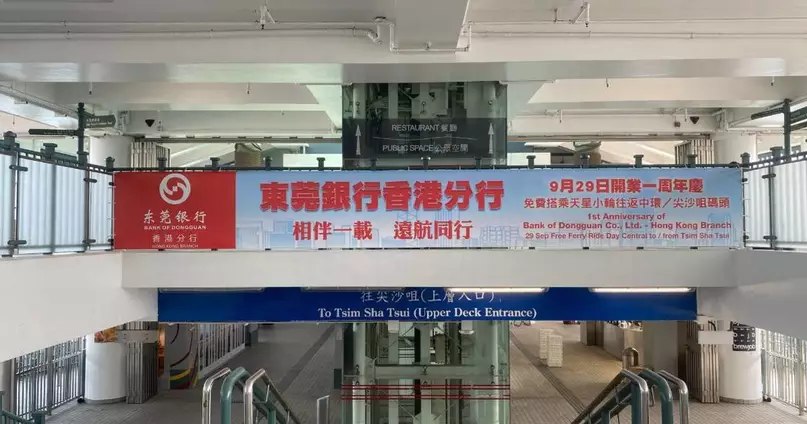 RESTAURANT 餐廳
PUBLIC SPACE 公眾區
东莞银行
BANK OF DONGGUAN
香港分行
HONG KONG BRANCH
東莞銀行香港分行
相伴一載 遠航同行
9月29日開業一周年慶
免費搭乘天星小輪往返中環/尖沙咀碼頭
1st Anniversary of
Bank of Dongguan Co., Ltd. - Hong Kong Branch
29 Sep Free Ferry Ride Day Central to / from Tsim Sha Tsui
往尖沙咀(上層入口)
To Tsim Sha Tsui (Upper Deck Entrance)